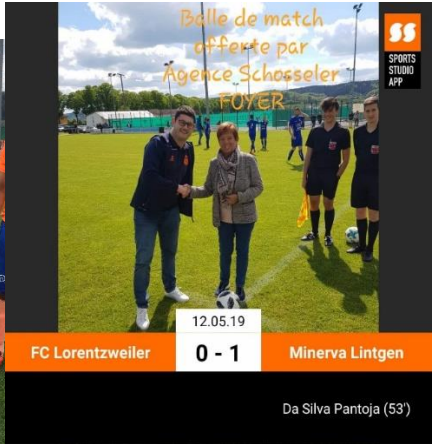 Balle de match
offerte par
Agence Schosseler
FOYER
SS
SPORTS
STUDIO
APP
12.05.19
FC Lorentzweiler
0 - 1
Minerva Lintgen
Da Silva Pantoja (53')